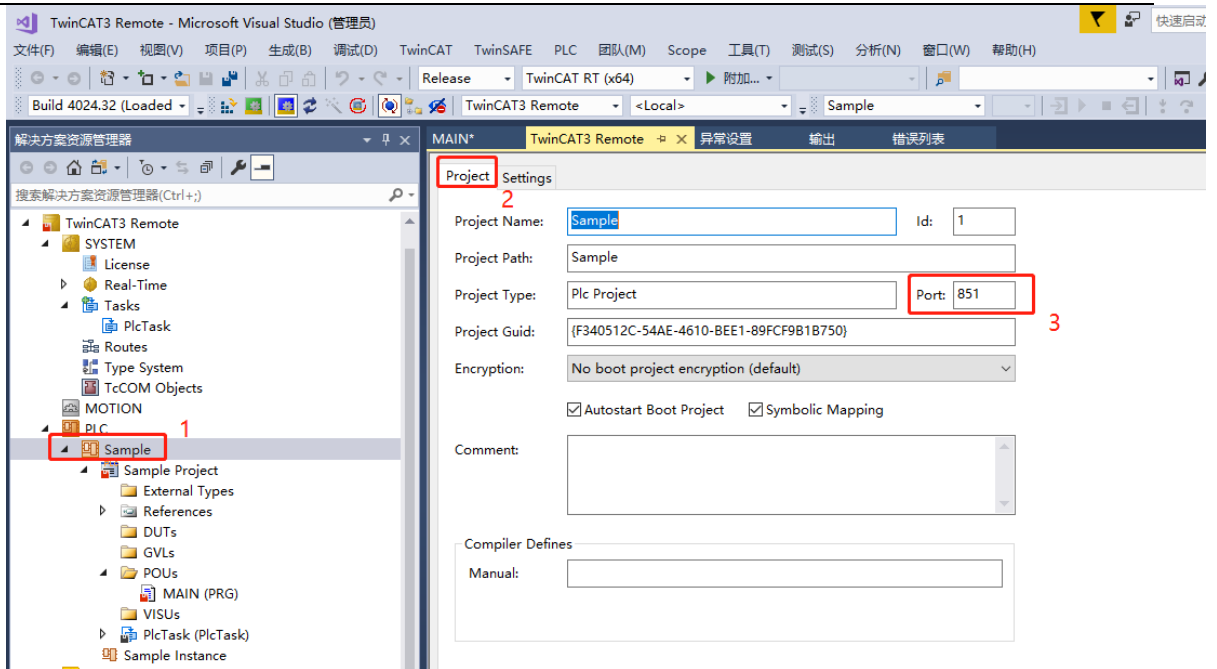 TwinCAT3 Remote - Microsoft Visual Studio (管理员)
快速启动
文件(F) 编辑(E) 视图(V) 项目(P) 生成(B) 调试(D) TwinCAT TwinSAFE PLC 团队(M) Scope 工具(T) 测试(S) 分析(N) 窗口(W) 帮助(H)
Release TwinCAT RT (x64) 附加...
Build 4024.32 (Loaded TwinCAT3 Remote <Local> Sample
解决方案资源管理器
搜索解决方案资源管理器(Ctrl+;)
TwinCAT3 Remote
SYSTEM
License
Real-Time
Tasks
PlcTask
Routes
Type System
TcCOM Objects
MOTION
PLC
1
Sample
Sample Project
External Types
References
DUTs
GVLs
POUs
MAIN (PRG)
VISUs
PlcTask (PlcTask)
Sample Instance
MAIN* TwinCAT3 Remote 异常设置 输出 错误列表
Project Settings
2
Project Name: Sample Id: 1
Project Path: Sample
Project Type: Plc Project Port: 851
3
Project Guid: {F340512C-54AE-4610-BEE1-89FCF9B1B750}
Encryption: No boot project encryption (default)
Autostart Boot Project Symbolic Mapping
Comment:
Compiler Defines
Manual: